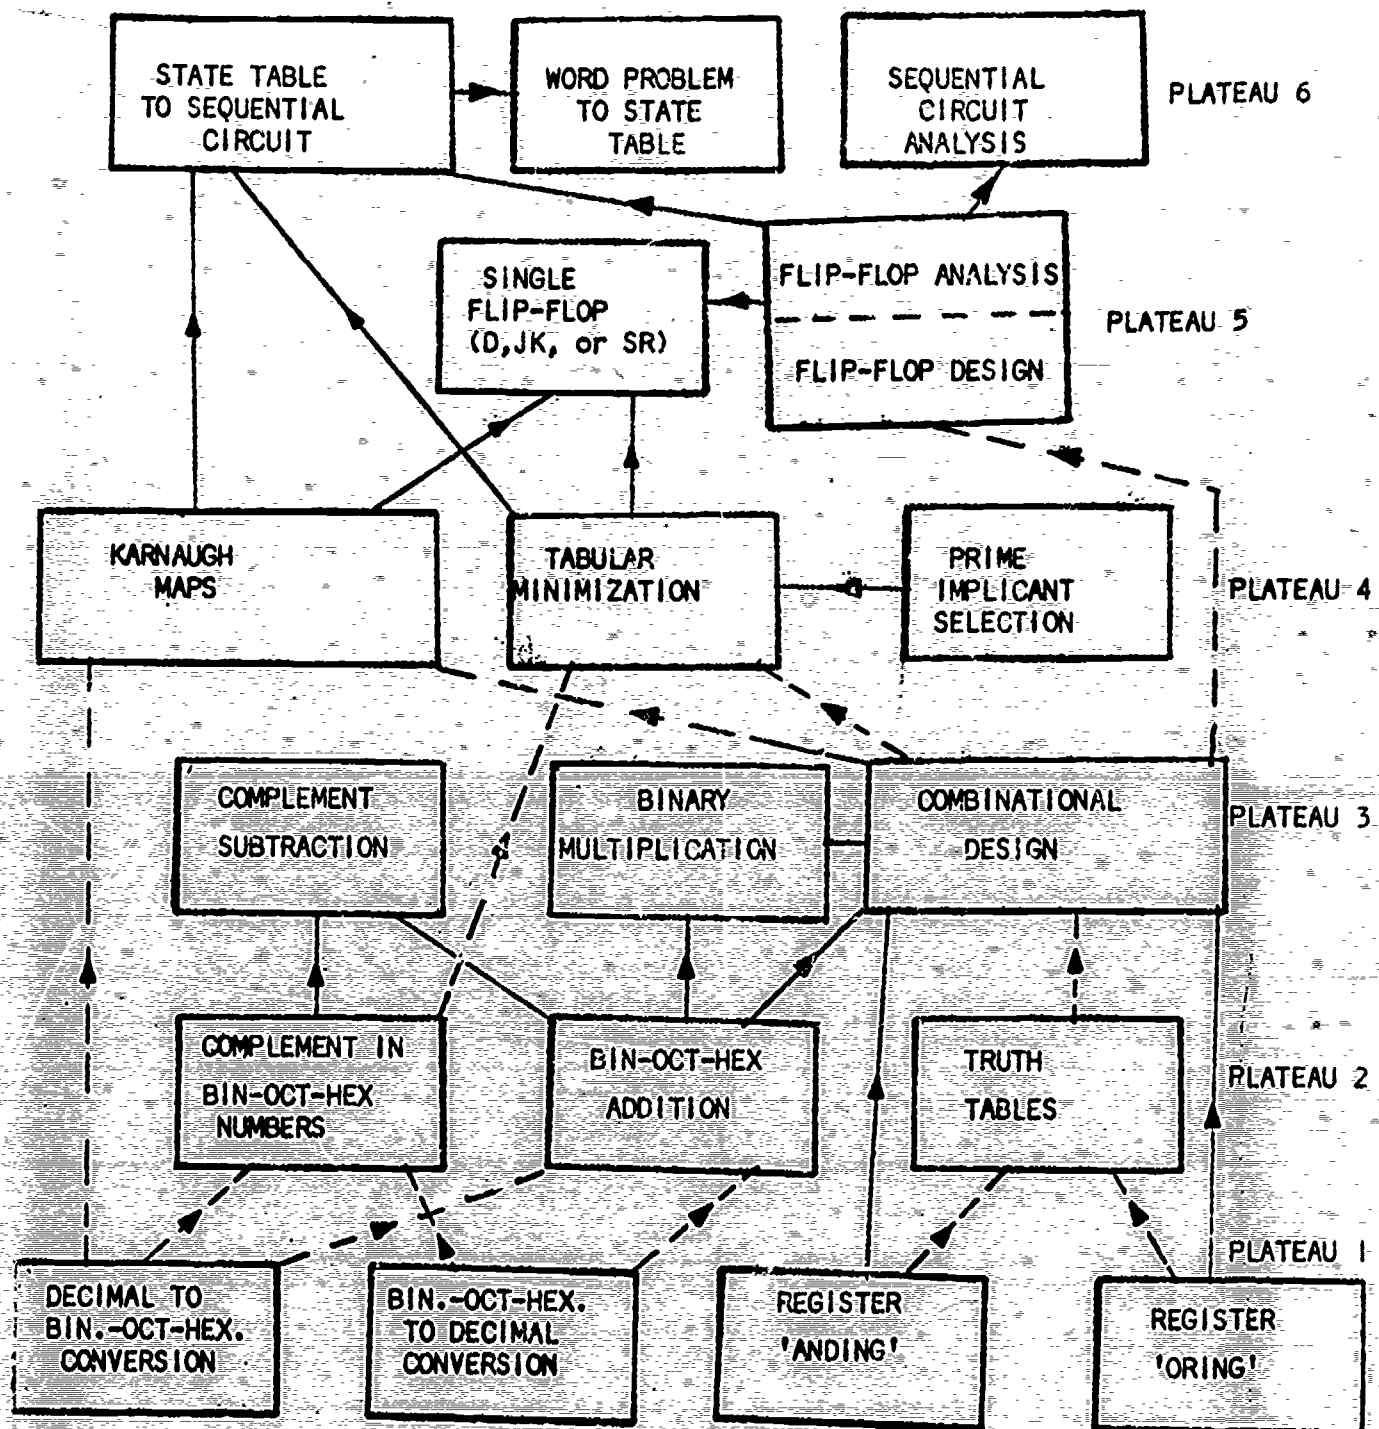 STATE TABLE
TO SEQUENTIAL
CIRCUIT
WORD PROBLEM
TO STATE
TABLE
SEQUENTIAL
CIRCUIT
ANALYSIS
PLATEAU 6
SINGLE
FLIP-FLOP
(D,JK, or SR)
FLIP-FLOP ANALYSIS
FLIP-FLOP DESIGN
PLATEAU 5
KARNAUGH
MAPS
TABULAR
MINIMIZATION
PRIME
IMPLICANT
SELECTION
PLATEAU 4
COMPLEMENT
SUBTRACTION
BINARY
MULTIPLICATION
COMBINATIONAL
DESIGN
PLATEAU 3
COMPLEMENT IN
BIN-OCT-HEX
NUMBERS
BIN-OCT-HEX
ADDITION
TRUTH
TABLES
PLATEAU 2
PLATEAU 1
DECIMAL TO
BIN.-OCT-HEX.
CONVERSION
BIN.-OCT-HEX.
TO DECIMAL
CONVERSION
REGISTER
'ANDING'
REGISTER
'ORING'